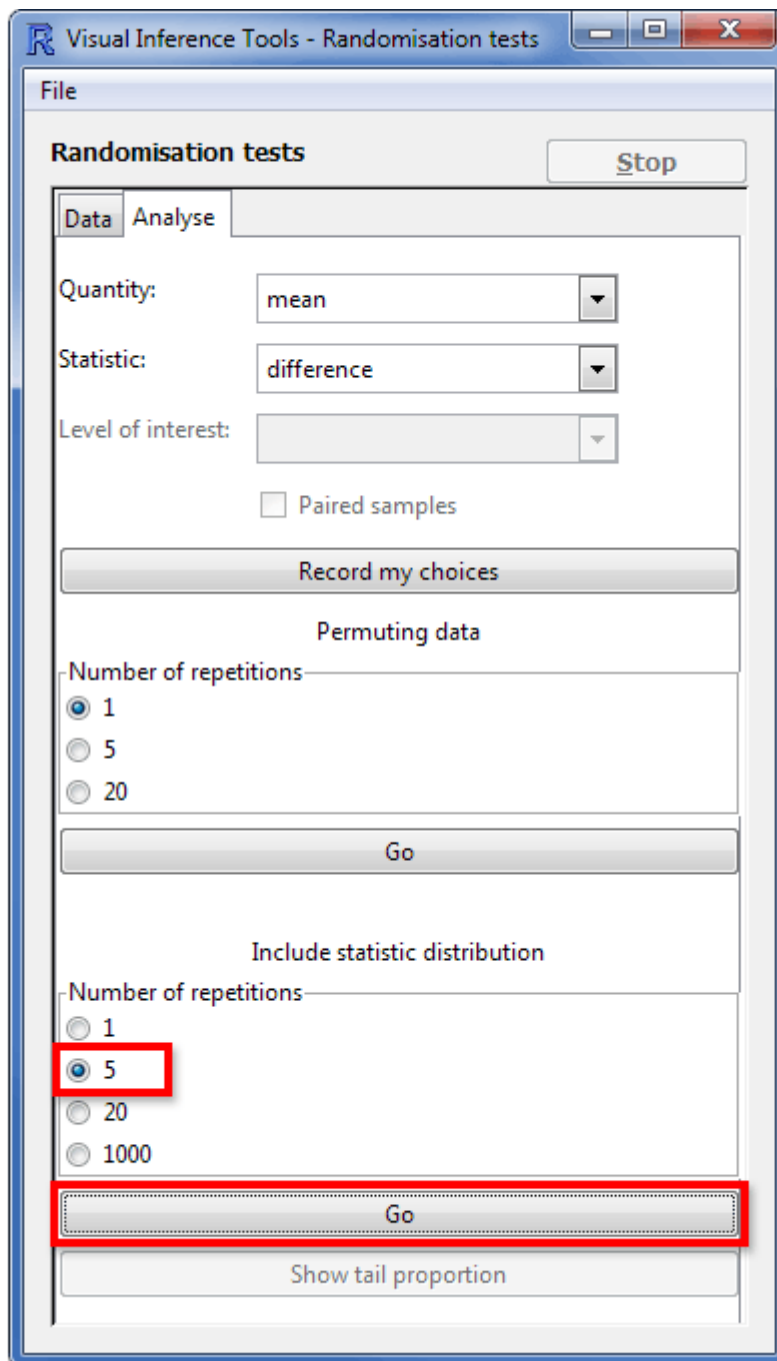 Visual Inference Tools - Randomisation tests
File
Randomisation tests
Stop
Data Analyse
Quantity: mean
Statistic: difference
Level of interest:
Paired samples
Record my choices
Permuting data
Number of repetitions
1
5
20
Go
Include statistic distribution
Number of repetitions
1
5
20
1000
Go
Show tail proportion